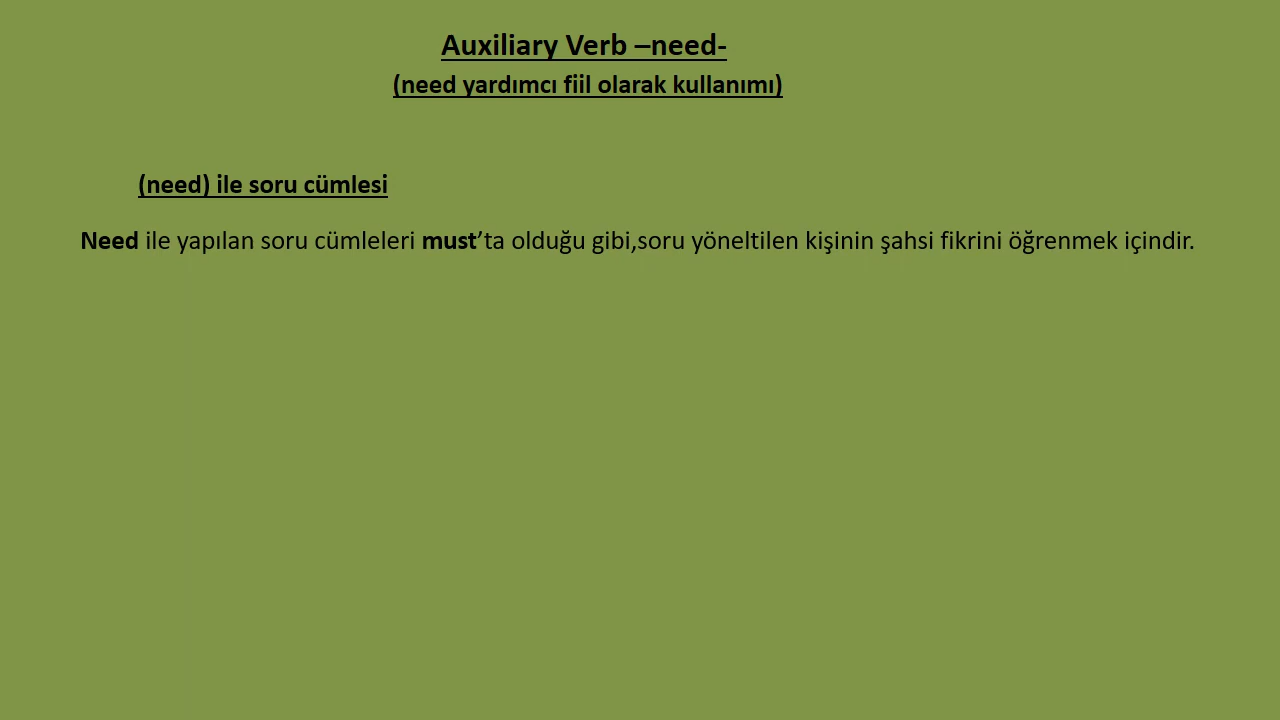 Auxiliary Verb –need-
(need yardımcı fiil olarak kullanımı)
(need) ile soru cümlesi
Need ile yapılan soru cümleleri must’ta olduğu gibi,soru yöneltilen kişinin şahsi fikrini öğrenmek içindir.